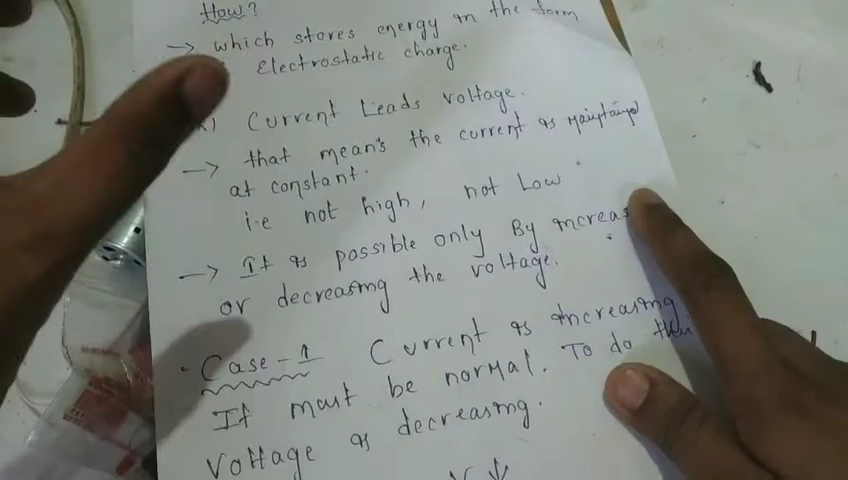 How?
→ which stores energy in the form
Electrostatic charge.
) Current Leads voltage.
→ that mean's the current is Maintained
at constant.
i.e not high, not Low
→ It is possible only By increas
or decreasing the voltage.
. Case - 1 Current is increasing
It must be normal. To do this
Voltage is decreasing.
V ↓